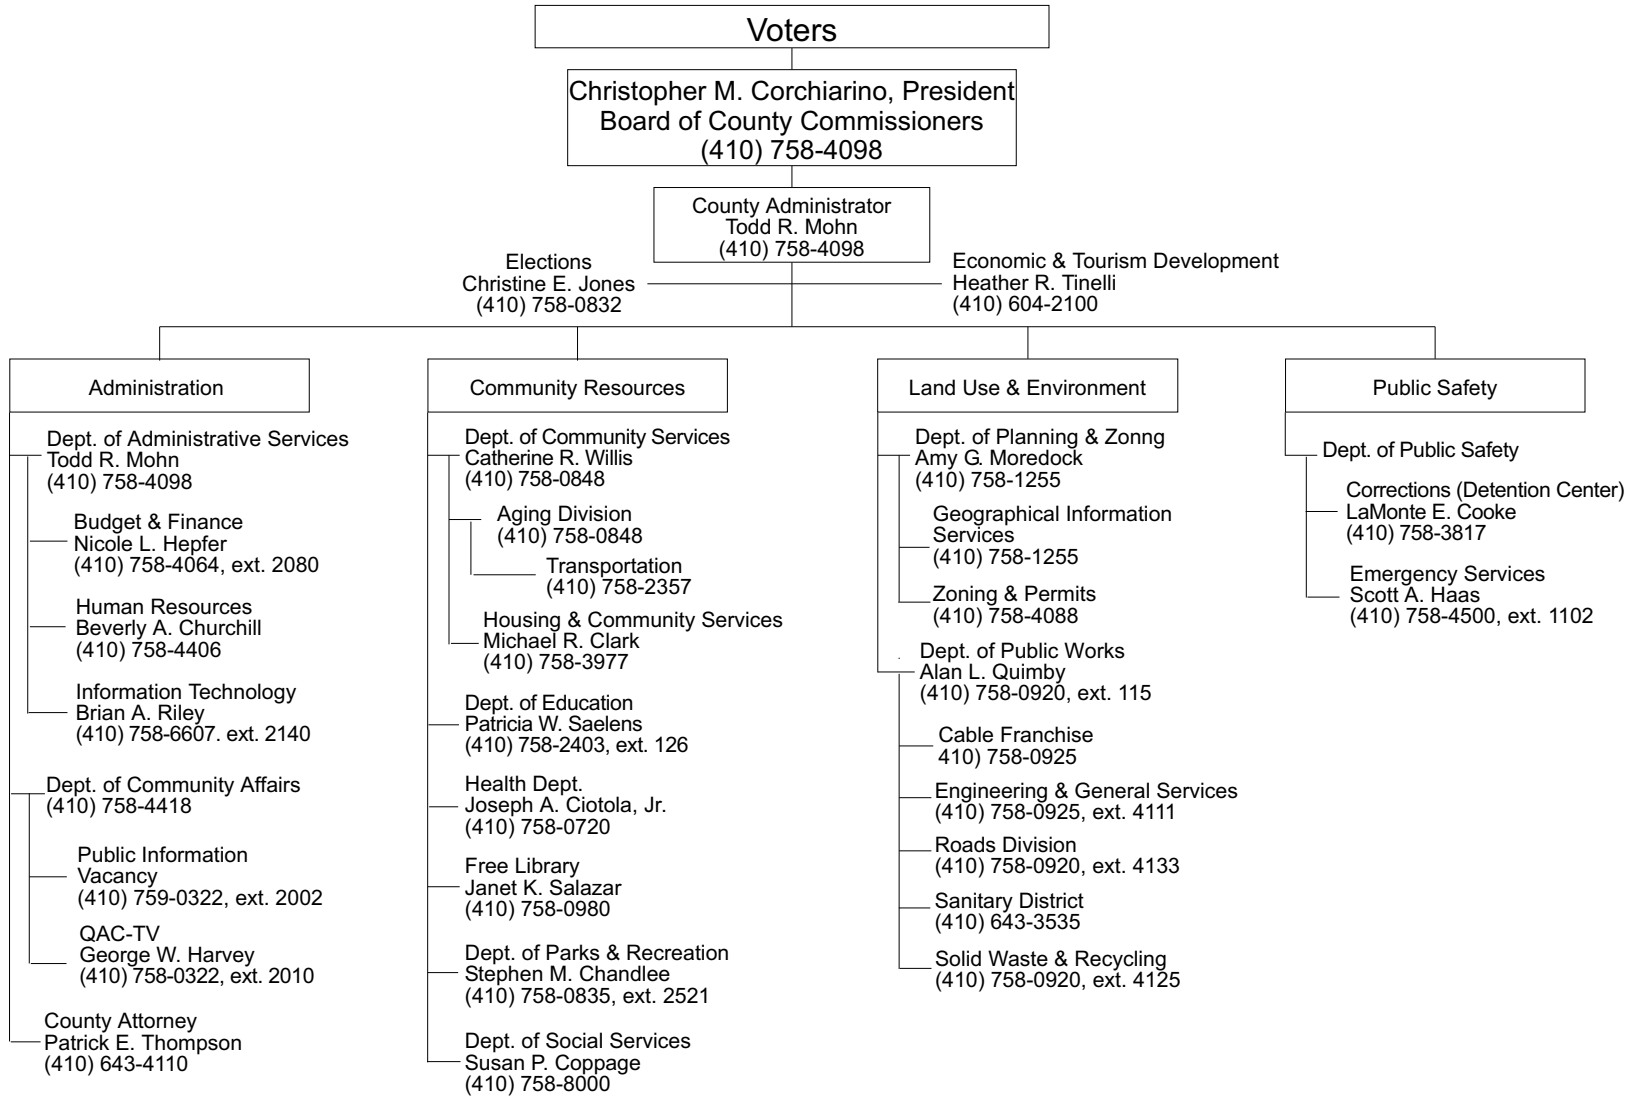 Voters
Christopher M. Corchiarino, President
Board of County Commissioners
(410) 758-4098
County Administrator
Todd R. Mohn
(410) 758-4098
Elections
Christine E. Jones
(410) 758-0832
Economic & Tourism Development
Heather R. Tinelli
(410) 604-2100
Administration
Dept. of Administrative Services
Todd R. Mohn
(410) 758-4098
Budget & Finance
Nicole L. Hepfer
(410) 758-4064, ext. 2080
Human Resources
Beverly A. Churchill
(410) 758-4406
Information Technology
Brian A. Riley
(410) 758-6607. ext. 2140
Dept. of Community Affairs
(410) 758-4418
Public Information
Vacancy
(410) 759-0322, ext. 2002
QAC-TV
George W. Harvey
(410) 758-0322, ext. 2010
County Attorney
Patrick E. Thompson
(410) 643-4110
Community Resources
Dept. of Community Services
Catherine R. Willis
(410) 758-0848
Aging Division
(410) 758-0848
Transportation
(410) 758-2357
Housing & Community Services
Michael R. Clark
(410) 758-3977
Dept. of Education
Patricia W. Saelens
(410) 758-2403, ext. 126
Health Dept.
Joseph A. Ciotola, Jr.
(410) 758-0720
Free Library
Janet K. Salazar
(410) 758-0980
Dept. of Parks & Recreation
Stephen M. Chandlee
(410) 758-0835, ext. 2521
Dept. of Social Services
Susan P. Coppage
(410) 758-8000
Land Use & Environment
Dept. of Planning & Zonng
Amy G. Moredock
(410) 758-1255
Geographical Information
Services
(410) 758-1255
Zoning & Permits
(410) 758-4088
Dept. of Public Works
Alan L. Quimby
(410) 758-0920, ext. 115
Cable Franchise
410) 758-0925
Engineering & General Services
(410) 758-0925, ext. 4111
Roads Division
(410) 758-0920, ext. 4133
Sanitary District
(410) 643-3535
Solid Waste & Recycling
(410) 758-0920, ext. 4125
Public Safety
Dept. of Public Safety
Corrections (Detention Center)
LaMonte E. Cooke
(410) 758-3817
Emergency Services
Scott A. Haas
(410) 758-4500, ext. 1102